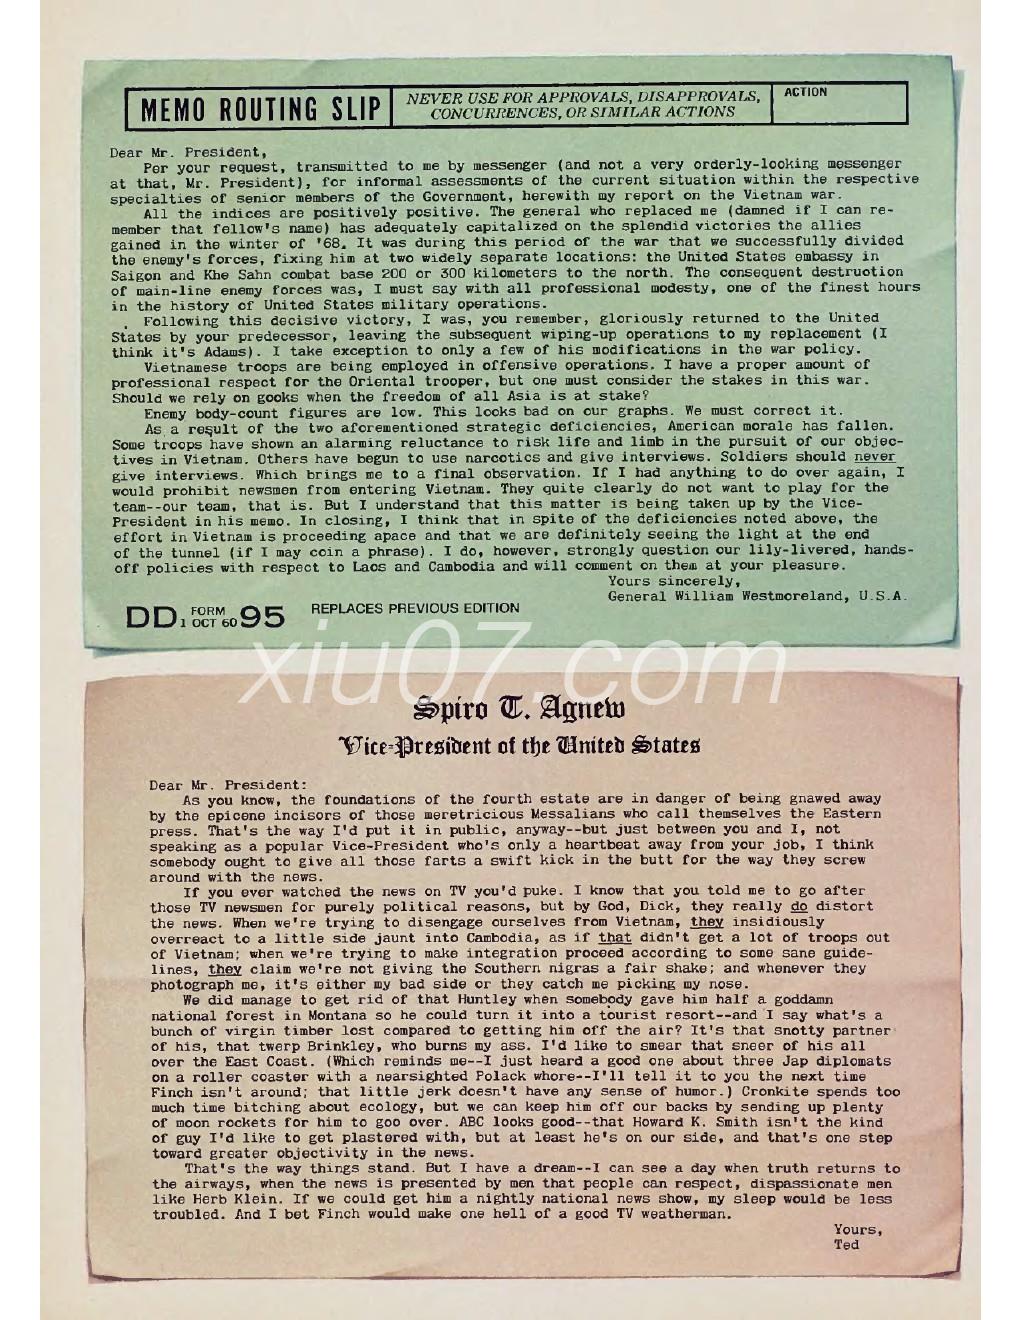 MEMO ROUTING SLIP
NEVER USE FOR APPROVALS, DISAPPROVALS,
CONCURRENCES, OR SIMILAR ACTIONS
ACTION
Dear Mr. President,
Per your request, transmitted to me by messenger (and not a very orderly-looking messenger
at that, Mr. President), for informal assessments of the current situation within the respective
specialties of senior members of the Government, herewith my report on the Vietnam war.
All the indices are positively positive. The general who replaced me (damned if I can re-
member that fellow's name) has adequately capitalized on the splendid victories the allies
gained in the winter of '68. It was during this period of the war that we successfully divided
the enemy's forces, fixing him at two widely separate locations: the United States embassy in
Saigon and Khe Sahn combat base 200 or 300 kilometers to the north. The consequent destruction
of main-line enemy forces was, I must say with all professional modesty, one of the finest hours
in the history of United States military operations.
Following this decisive victory, I was, you remember, gloriously returned to the United
States by your predecessor, leaving the subsequent wiping-up operations to my replacement (I
think it's Adams). I take exception to only a few of his modifications in the war policy.
Vietnamese troops are being employed in offensive operations. I have a proper amount of
professional respect for the Oriental trooper, but one must consider the stakes in this war.
Should we rely on gooks when the freedom of all Asia is at stake?
Enemy body-count figures are low. This looks bad on our graphs. We must correct it.
As a result of the two aforementioned strategic deficiencies, American morale has fallen.
Some troops have shown an alarming reluctance to risk life and limb in the pursuit of our objec-
tives in Vietnam. Others have begun to use narcotics and give interviews. Soldiers should never
give interviews. Which brings me to a final observation. If I had anything to do over again, I
would prohibit newsmen from entering Vietnam. They quite clearly do not want to play for the
team--our team, that is. But I understand that this matter is being taken up by the Vice-
President in his memo. In closing, I think that in spite of the deficiencies noted above, the
effort in Vietnam is proceeding apace and that we are definitely seeing the light at the end
of the tunnel (if I may coin a phrase). I do, however, strongly question our lily-livered, hands-
off policies with respect to Laos and Cambodia and will comment on them at your pleasure.
Yours sincerely,
General William Westmoreland, U.S.A.
DD FORM 1 OCT 60 95 REPLACES PREVIOUS EDITION
xiu07.com
Spiro T. Agnew
Vice-President of the United States
Dear Mr. President:
As you know, the foundations of the fourth estate are in danger of being gnawed away
by the epicene incisors of those meretricious Messalians who call themselves the Eastern
press. That's the way I'd put it in public, anyway--but just between you and I, not
speaking as a popular Vice-President who's only a heartbeat away from your job, I think
somebody ought to give all those farts a swift kick in the butt for the way they screw
around with the news.
If you ever watched the news on TV you'd puke. I know that you told me to go after
those TV newsmen for purely political reasons, but by God, Dick, they really do distort
the news. When we're trying to disengage ourselves from Vietnam, they insidiously
overreact to a little side jaunt into Cambodia, as if that didn't get a lot of troops out
of Vietnam; when we're trying to make integration proceed according to some sane guide-
lines, they claim we're not giving the Southern nigras a fair shake; and whenever they
photograph me, it's either my bad side or they catch me picking my nose.
We did manage to get rid of that Huntley when somebody gave him half a goddamn
national forest in Montana so he could turn it into a tourist resort--and I say what's a
bunch of virgin timber lost compared to getting him off the air? It's that snotty partner
of his, that twerp Brinkley, who burns my ass. I'd like to smear that sneer of his all
over the East Coast. (Which reminds me--I just heard a good one about three Jap diplomats
on a roller coaster with a nearsighted Polack whore--I'll tell it to you the next time
Finch isn't around; that little jerk doesn't have any sense of humor.) Cronkite spends too
much time bitching about ecology, but we can keep him off our backs by sending up plenty
of moon rockets for him to goo over. ABC looks good--that Howard K. Smith isn't the kind
of guy I'd like to get plastered with, but at least he's on our side, and that's one step
toward greater objectivity in the news.
That's the way things stand. But I have a dream--I can see a day when truth returns to
the airways, when the news is presented by men that people can respect, dispassionate men
like Herb Klein. If we could get him a nightly national news show, my sleep would be less
troubled. And I bet Finch would make one hell of a good TV weatherman.
Yours,
Ted